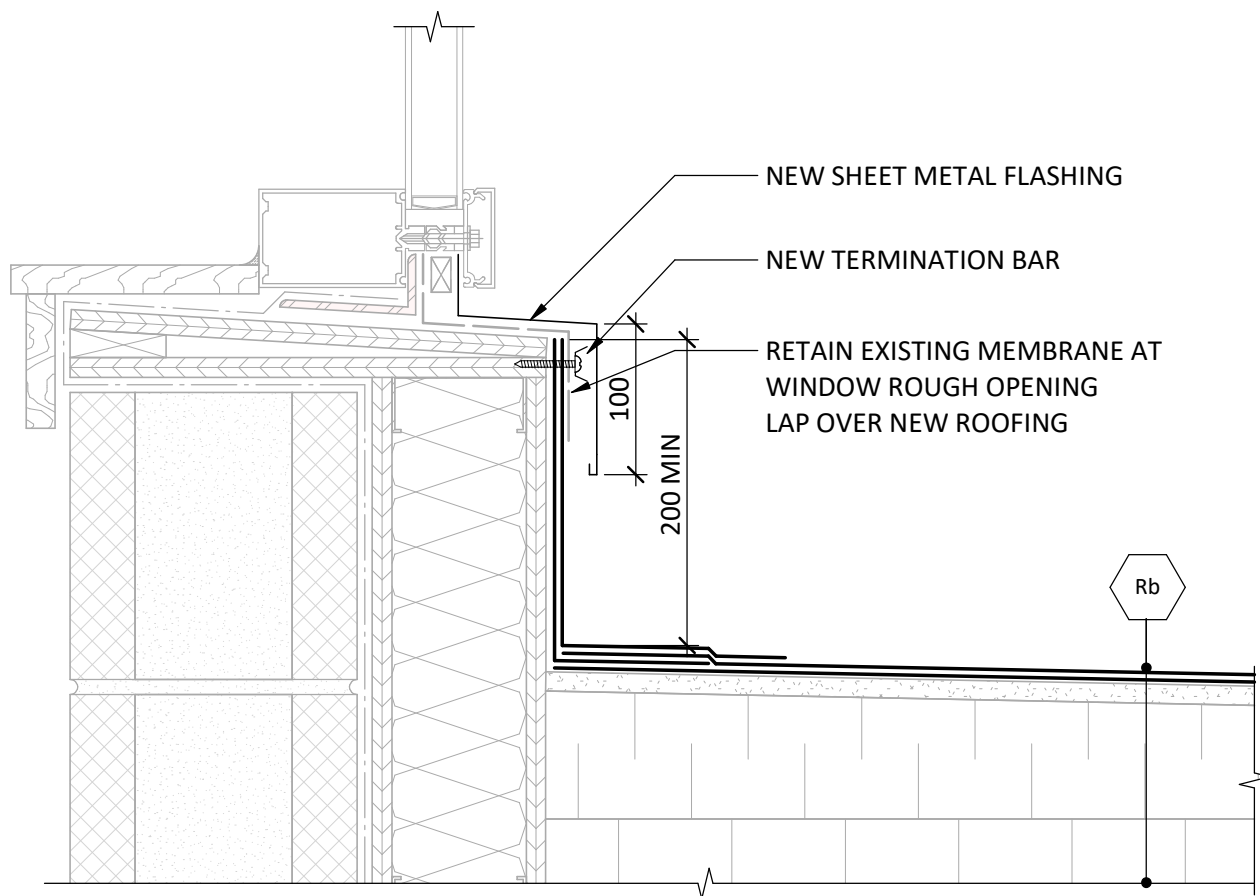 NEW SHEET METAL FLASHING
NEW TERMINATION BAR
RETAIN EXISTING MEMBRANE AT
WINDOW ROUGH OPENING
LAP OVER NEW ROOFING
100
200 MIN
Rb